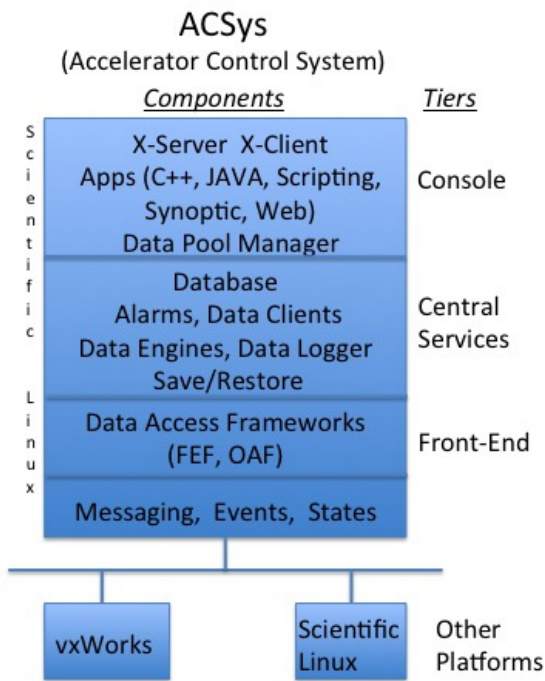 ACSys
(Accelerator Control System)
Components
Tiers
Scientific Linux
X-Server X-Client
Apps (C++, JAVA, Scripting,
Synoptic, Web)
Data Pool Manager
Console
Database
Alarms, Data Clients
Data Engines, Data Logger
Save/Restore
Central
Services
Data Access Frameworks
(FEF, OAF)
Front-End
Messaging, Events, States
vxWorks
Scientific
Linux
Other
Platforms